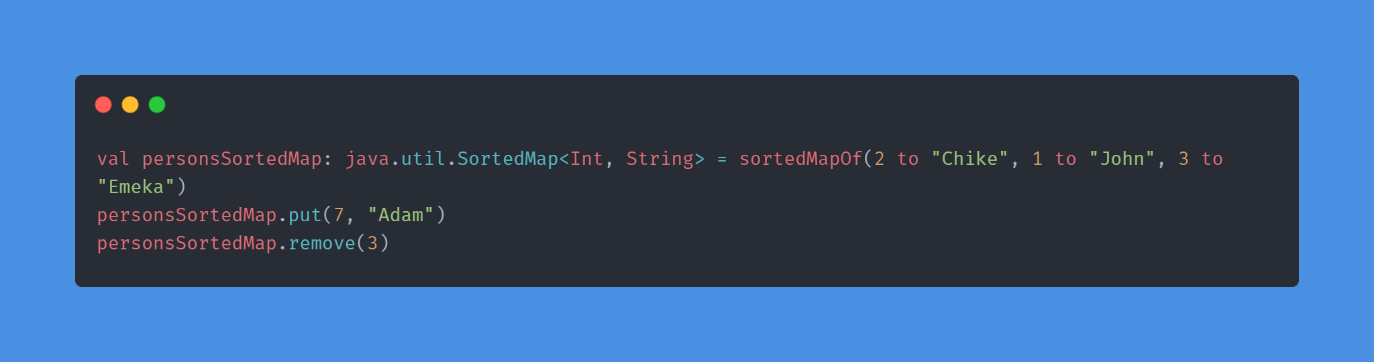 val personsSortedMap: java.util.SortedMap<Int, String> = sortedMapOf(2 to "Chike", 1 to "John", 3 to
"Emeka")
personsSortedMap.put(7, "Adam")
personsSortedMap.remove(3)